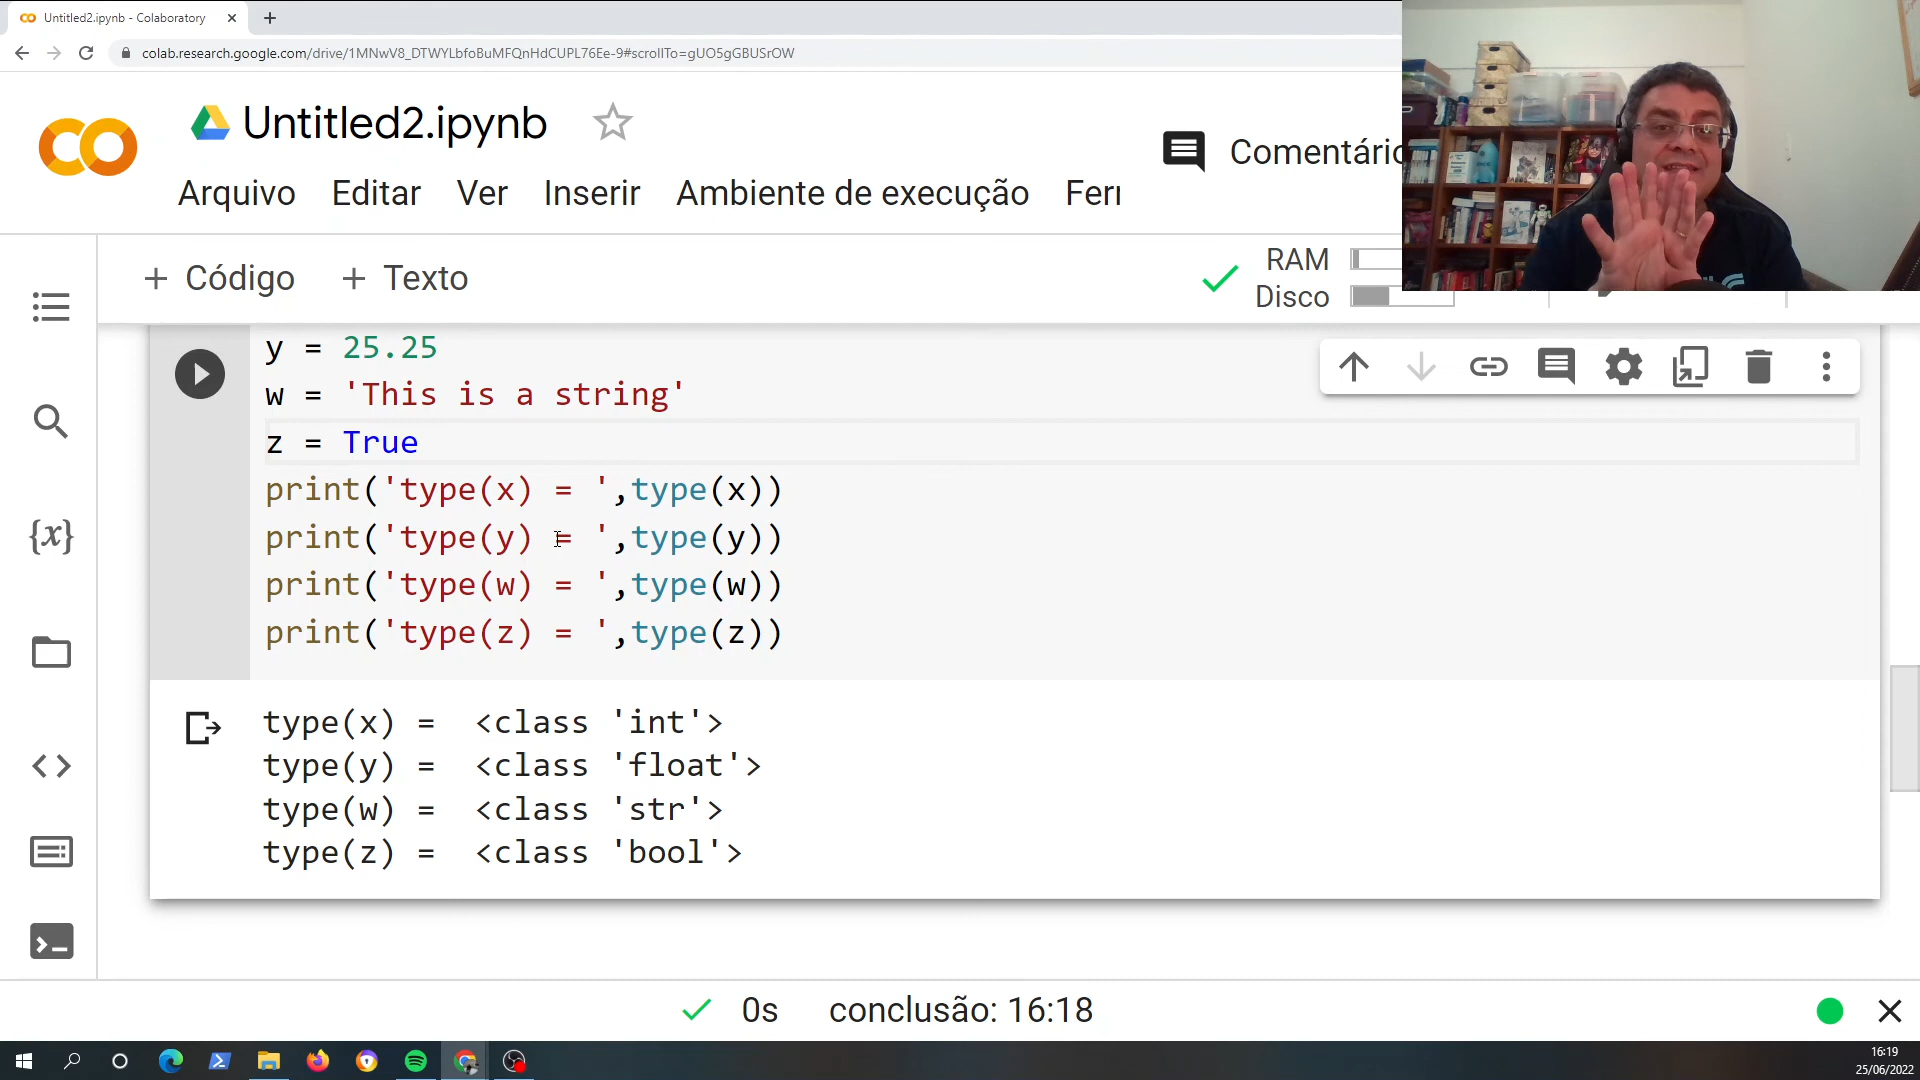 Untitled2.ipynb - Colaboratory
colab.research.google.com/drive/1MNwV8_DTWYLbfoBuMFQnHdCUPL76Ee-9#scrollTo=gUO5gGBUSrOW
Untitled2.ipynb
Comentário
Arquivo Editar Ver Inserir Ambiente de execução Ferr
+ Código + Texto
RAM
Disco
y = 25.25
w = 'This is a string'
z = True
print('type(x) = ',type(x))
print('type(y) = ',type(y))
print('type(w) = ',type(w))
print('type(z) = ',type(z))
type(x) =  <class 'int'>
type(y) =  <class 'float'>
type(w) =  <class 'str'>
type(z) =  <class 'bool'>
0s conclusão: 16:18
16:19
25/06/2022